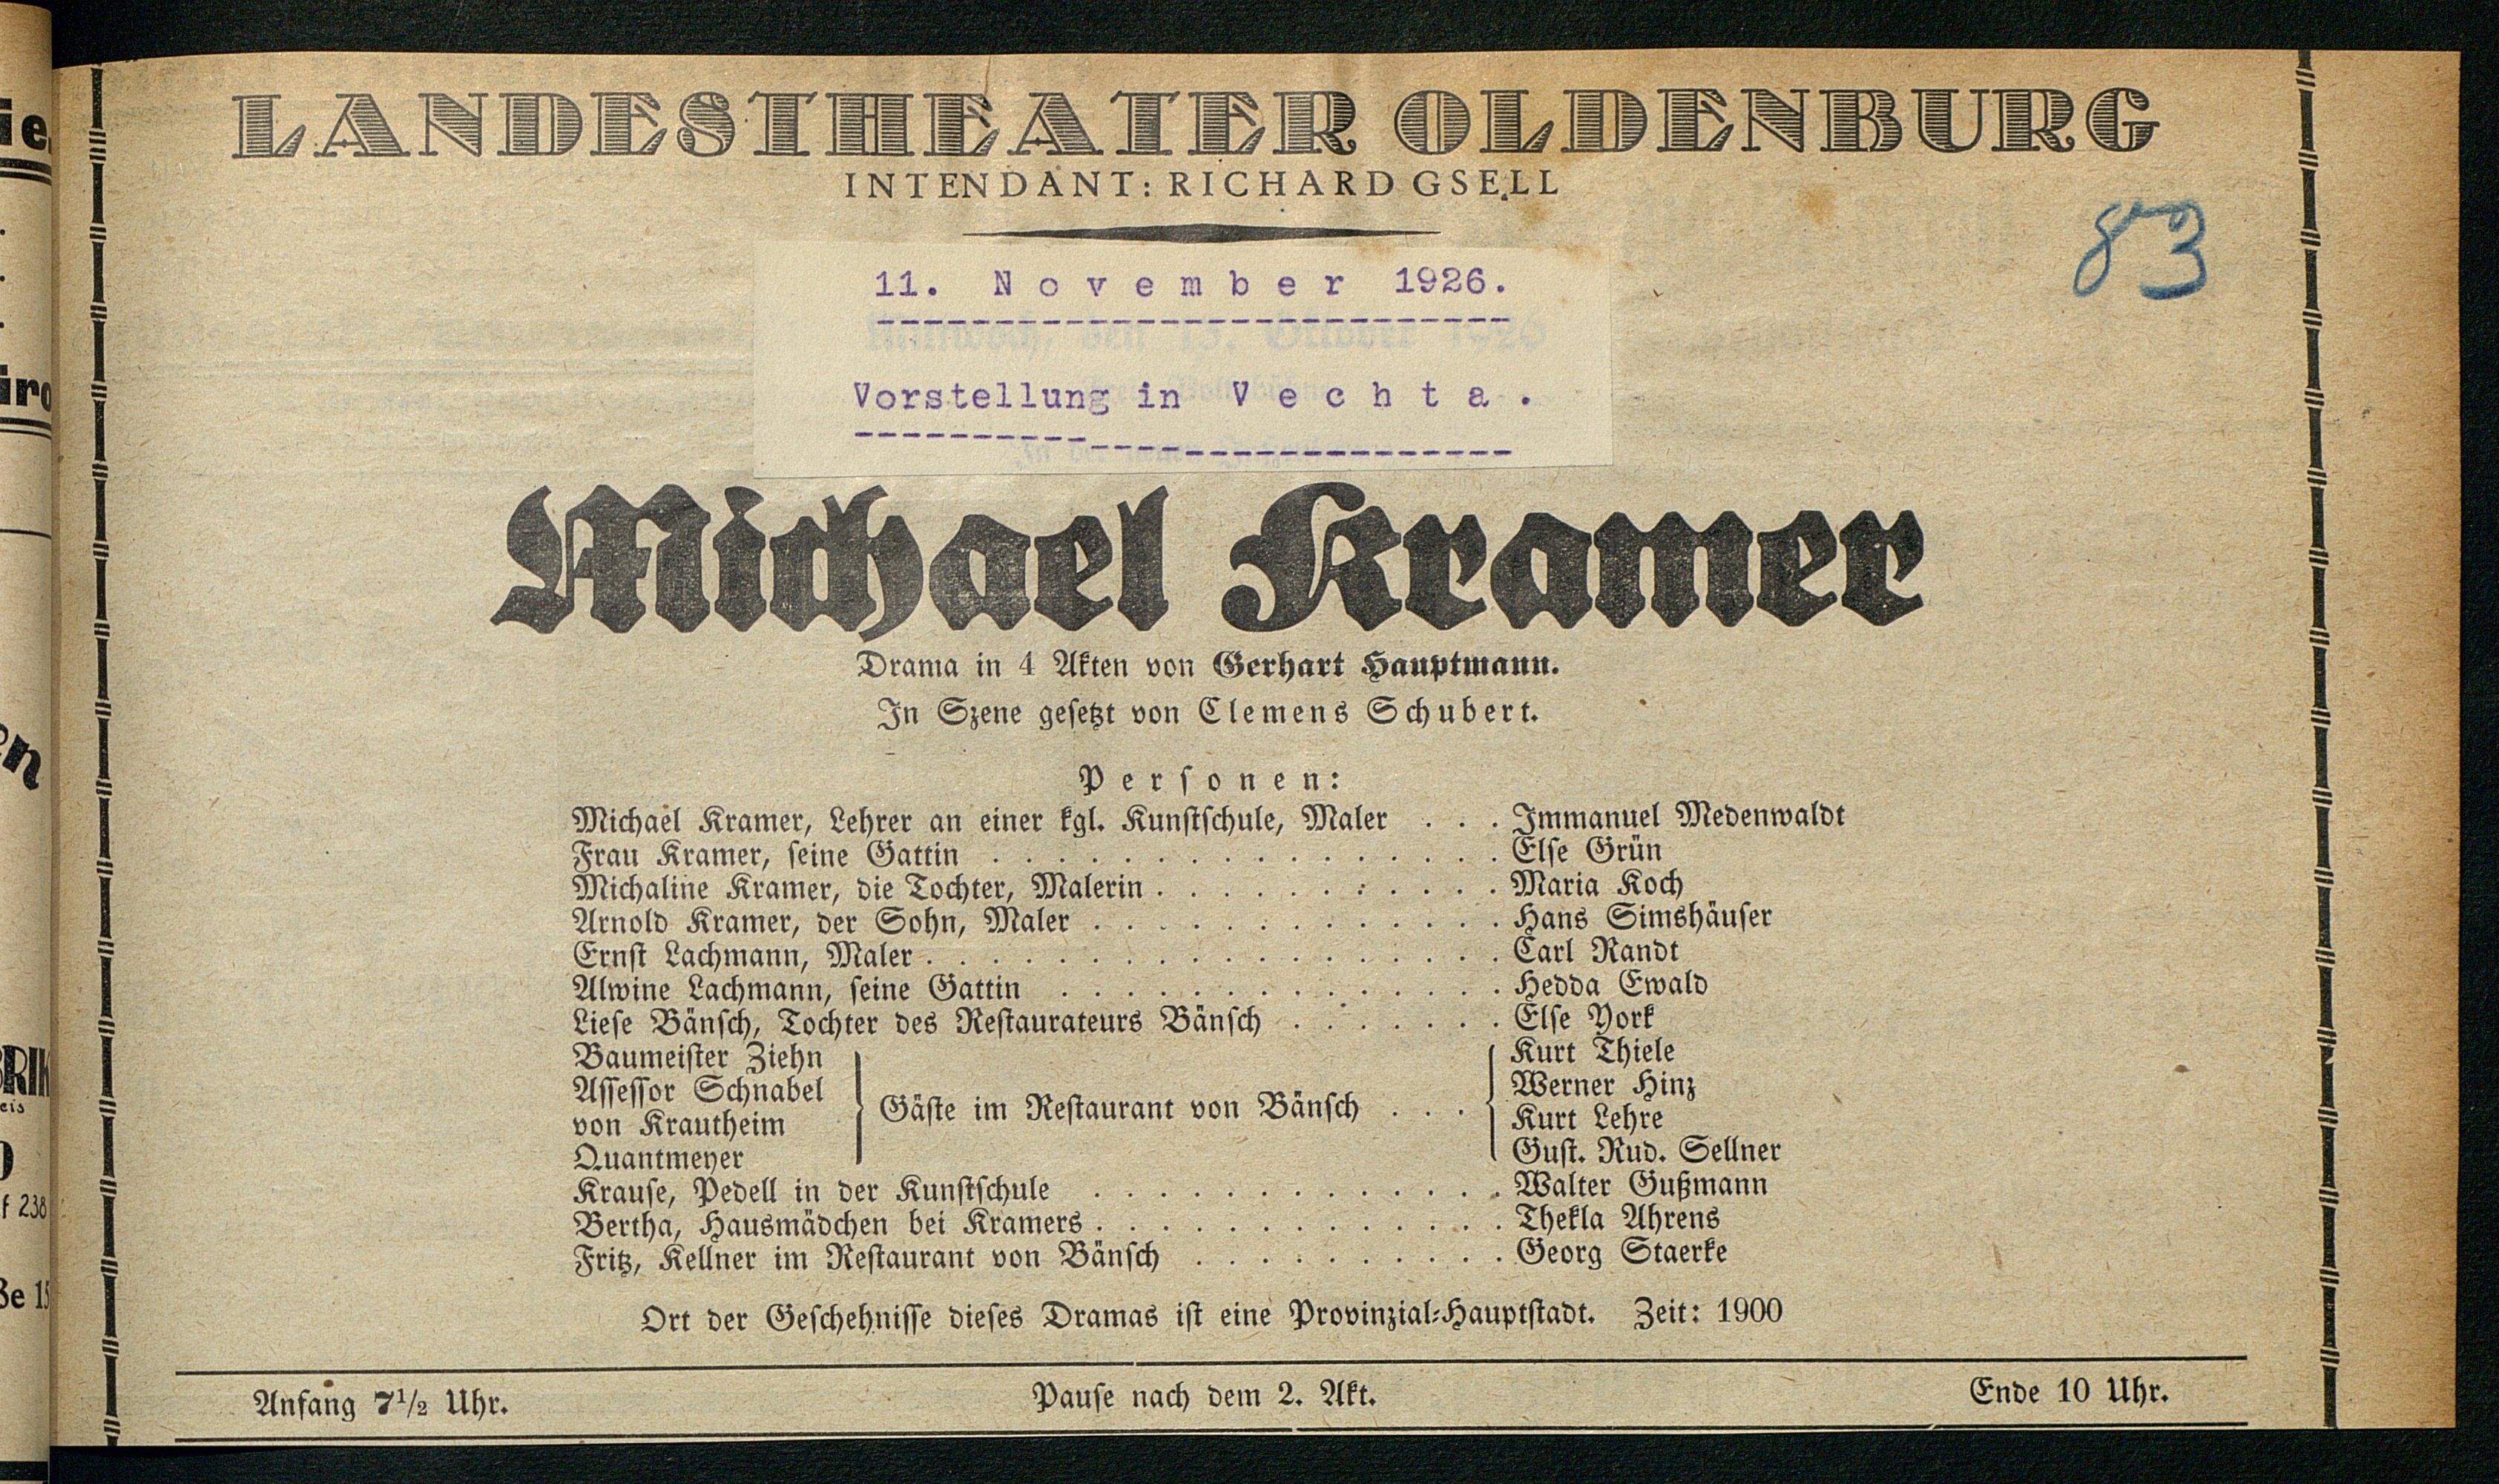 LANDESTHEATER OLDENBURG
INTENDANT: RICHARD GSELL
83
11. November 1926.
Vorstellung in Vechta.
Michael Kramer
Drama in 4 Akten von Gerhart Hauptmann.
In Szene gesetzt von Clemens Schubert.
Personen:
Michael Kramer, Lehrer an einer kgl. Kunstschule, Maler . . . Immanuel Medenwaldt
Frau Kramer, seine Gattin . . . Else Grün
Michaline Kramer, die Tochter, Malerin . . . Maria Koch
Arnold Kramer, der Sohn, Maler . . . Hans Simshäuser
Ernst Lachmann, Maler . . . Carl Randt
Alwine Lachmann, seine Gattin . . . Hedda Ewald
Liese Bänsch, Tochter des Restaurateurs Bänsch . . . Else York
Baumeister Ziehn Kurt Thiele
Assessor Schnabel Werner Hinz
Gäste im Restaurant von Bänsch . . .
von Krautheim Kurt Lehre
Quantmeyer Gust. Rud. Sellner
Krause, Pedell in der Kunstschule . . . Walter Gußmann
Bertha, Hausmädchen bei Kramers . . . Thekla Ahrens
Fritz, Kellner im Restaurant von Bänsch . . . Georg Staerke
Ort der Geschehnisse dieses Dramas ist eine Provinzial-Hauptstadt. Zeit: 1900
Anfang 7½ Uhr. Pause nach dem 2. Akt. Ende 10 Uhr.